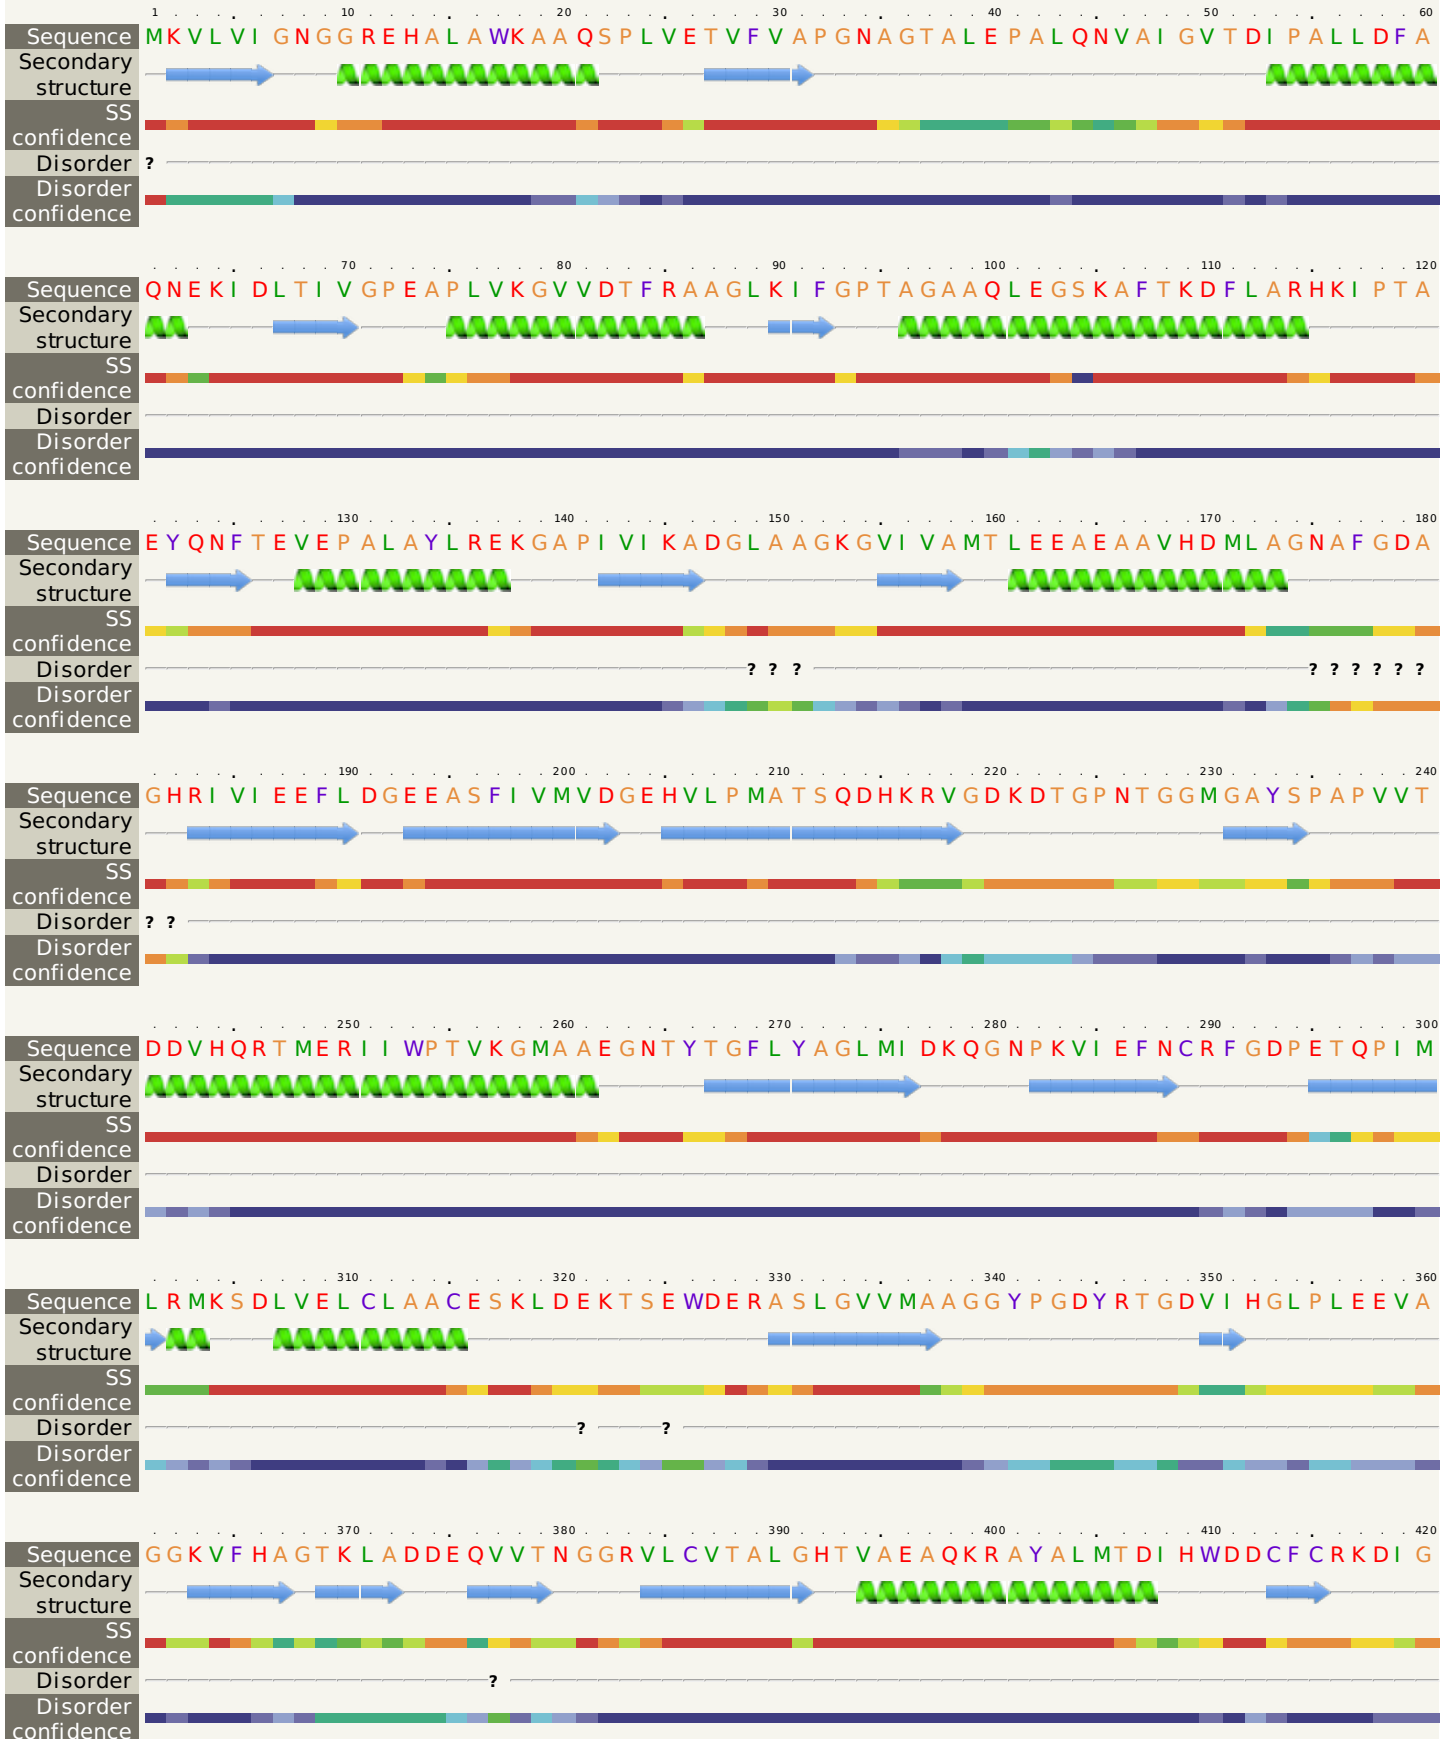 1 . . . . 10 . . . . . . . . . 20 . . . . . . . . . 30 . . . . . . . . . 40 . . . . . . . . . 50 . . . . . . . . . 60
Sequence MKVLVIGNGGREHALAWKAAQSPLVETVFVAPGNAGTALEPALQNVAIGVTDIPALLDFA
Secondary
structure
SS
confidence
Disorder ?
Disorder
confidence
. . . . . . . . . 70 . . . . . . . . . 80 . . . . . . . . . 90 . . . . . . . . . 100 . . . . . . . . . 110 . . . . . . . . . 120
Sequence QNEKIDLTIVGPEAPLVKGVVDTFRAAGLKIFGPTAGAAQLEGSKAFTKDFLARHKIPTA
Secondary
structure
SS
confidence
Disorder
Disorder
confidence
. . . . . . . . . 130 . . . . . . . . . 140 . . . . . . . . . 150 . . . . . . . . . 160 . . . . . . . . . 170 . . . . . . . . . 180
Sequence EYQNFTEVEPALAYLREKGAPIVIKADGLAAGKGVIVAMTLEEAEAAVHDMLAGNAFGDA
Secondary
structure
SS
confidence
Disorder ? ? ? ? ? ? ? ? ?
Disorder
confidence
. . . . . . . . . 190 . . . . . . . . . 200 . . . . . . . . . 210 . . . . . . . . . 220 . . . . . . . . . 230 . . . . . . . . . 240
Sequence GHRIVIEEFLDGEEASFIVMVDGEHVLPMATSQDHKRVGDKDTGPNTGGMGAYSPAPVVT
Secondary
structure
SS
confidence
Disorder ? ?
Disorder
confidence
. . . . . . . . . 250 . . . . . . . . . 260 . . . . . . . . . 270 . . . . . . . . . 280 . . . . . . . . . 290 . . . . . . . . . 300
Sequence DDVHQRTMERIIWPTVKGMAAEGNTYTGFLYAGLMIDKQGNPKVIEFNCRFGDPETQPIM
Secondary
structure
SS
confidence
Disorder
Disorder
confidence
. . . . . . . . . 310 . . . . . . . . . 320 . . . . . . . . . 330 . . . . . . . . . 340 . . . . . . . . . 350 . . . . . . . . . 360
Sequence LRMKSDLVELCLAACESKLDEKTSEWDERASLGVVMAAGGYPGDYRTGDVIHGLPLEEVA
Secondary
structure
SS
confidence
Disorder ? ?
Disorder
confidence
. . . . . . . . . 370 . . . . . . . . . 380 . . . . . . . . . 390 . . . . . . . . . 400 . . . . . . . . . 410 . . . . . . . . . 420
Sequence GGKVFHAGTKLADDEQVVTNGGRVLCVTALGHTVAEAQKRAYALMTDIHWDDCFCRKDIG
Secondary
structure
SS
confidence
Disorder ?
Disorder
confidence